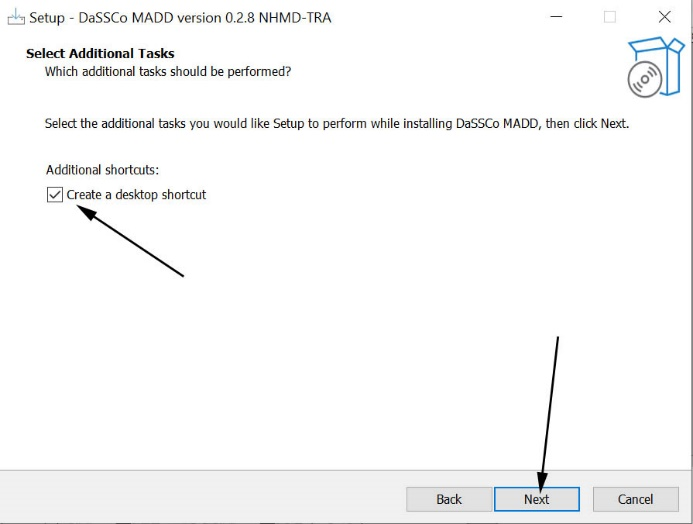 Setup - DaSSCo MADD version 0.2.8 NHMD-TRA
Select Additional Tasks
Which additional tasks should be performed?
Select the additional tasks you would like Setup to perform while installing DaSSCo MADD, then click Next.
Additional shortcuts:
Create a desktop shortcut
Back
Next
Cancel